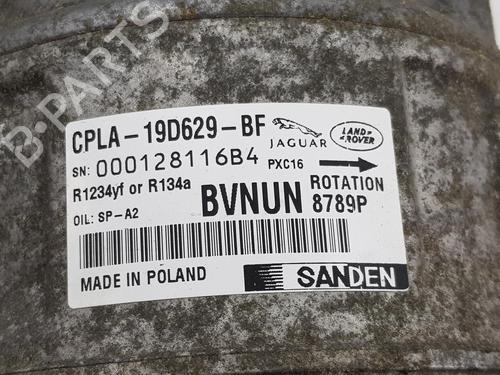 B-PARTS
CPLA-19D629-BF
JAGUAR
LAND ROVER
SN: 000128116B4
PXC16
R1234yf or R134a
BVNUN
ROTATION
OIL: SP-A2
8789P
MADE IN POLAND
SANDEN